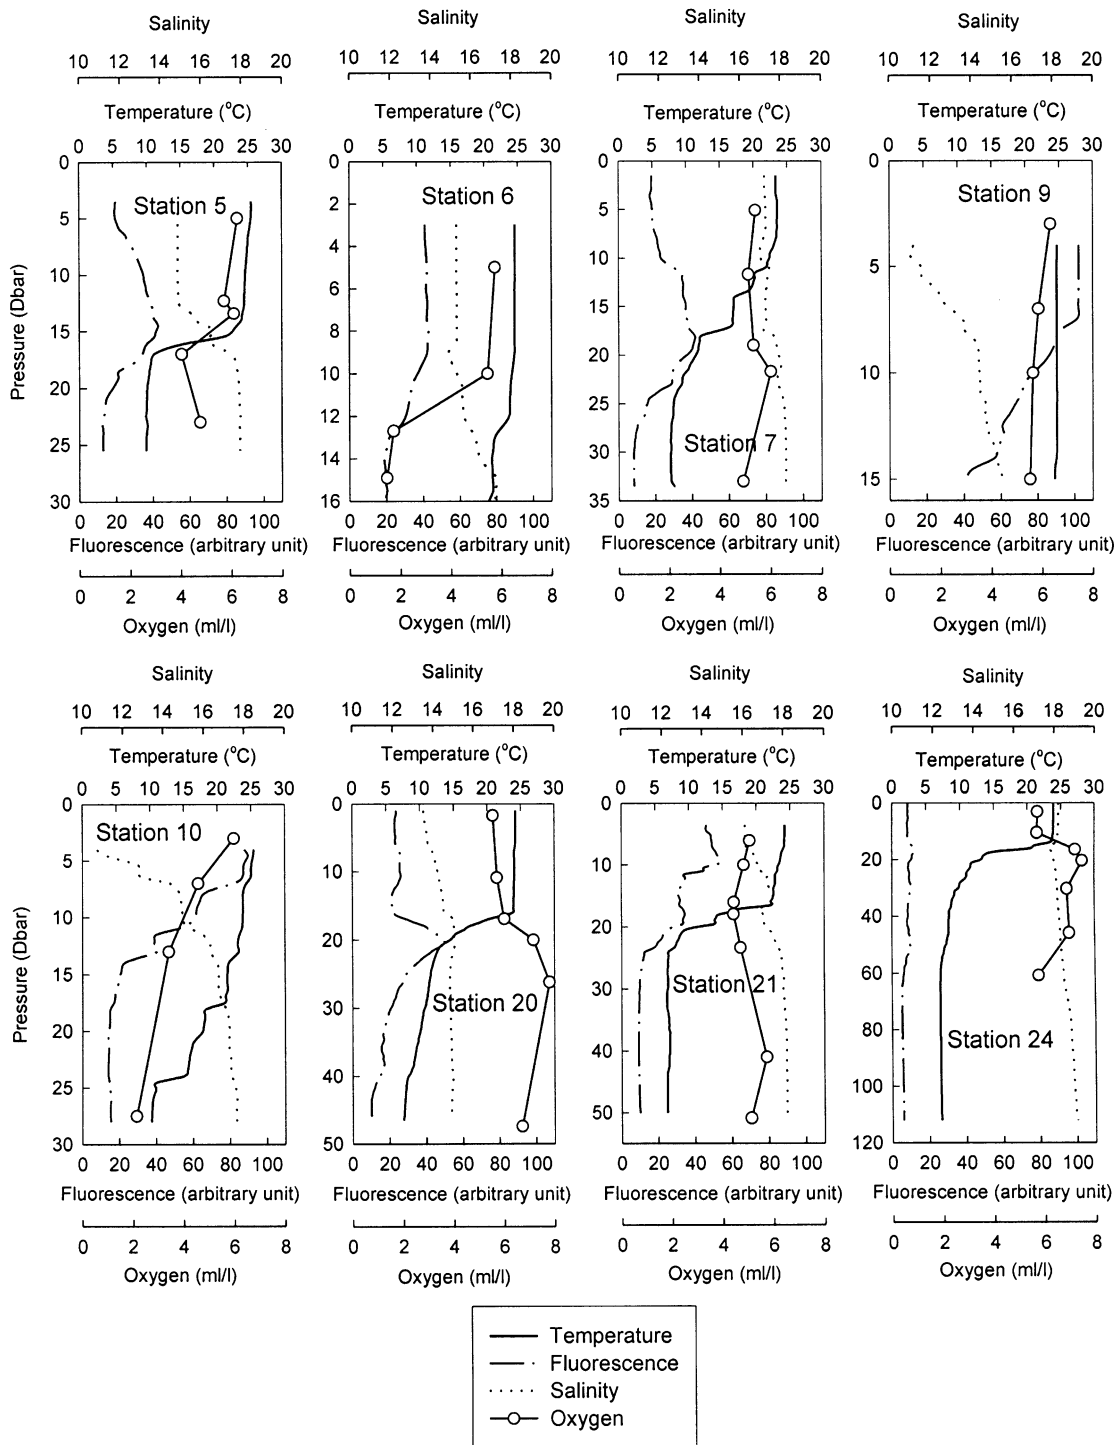 Salinity Salinity Salinity Salinity
10 12 14 16 18 20 10 12 14 16 18 20 10 12 14 16 18 20 10 12 14 16 18 20
Temperature (°C) Temperature (°C) Temperature (°C) Temperature (°C)
0 5 10 15 20 25 30 0 5 10 15 20 25 30 0 5 10 15 20 25 30 0 5 10 15 20 25 30
Pressure (Dbar)
0 5 10 15 20 25 30
Station 5
0 2 4 6 8 10 12 14 16
Station 6
0 5 10 15 20 25 30 35
Station 7
0 5 10 15
Station 9
0 20 40 60 80 100 0 20 40 60 80 100 0 20 40 60 80 100 0 20 40 60 80 100
Fluorescence (arbitrary unit) Fluorescence (arbitrary unit) Fluorescence (arbitrary unit) Fluorescence (arbitrary unit)
0 2 4 6 8 0 2 4 6 8 0 2 4 6 8 0 2 4 6 8
Oxygen (ml/l) Oxygen (ml/l) Oxygen (ml/l) Oxygen (ml/l)
Salinity Salinity Salinity Salinity
10 12 14 16 18 20 10 12 14 16 18 20 10 12 14 16 18 20 10 12 14 16 18 20
Temperature (°C) Temperature (°C) Temperature (°C) Temperature (°C)
0 5 10 15 20 25 30 0 5 10 15 20 25 30 0 5 10 15 20 25 30 0 5 10 15 20 25 30
Pressure (Dbar)
0 5 10 15 20 25 30
Station 10
0 10 20 30 40 50
Station 20
0 10 20 30 40 50
Station 21
0 20 40 60 80 100 120
Station 24
0 20 40 60 80 100 0 20 40 60 80 100 0 20 40 60 80 100 0 20 40 60 80 100
Fluorescence (arbitrary unit) Fluorescence (arbitrary unit) Fluorescence (arbitrary unit) Fluorescence (arbitrary unit)
0 2 4 6 8 0 2 4 6 8 0 2 4 6 8 0 2 4 6 8
Oxygen (ml/l) Oxygen (ml/l) Oxygen (ml/l) Oxygen (ml/l)
Temperature
Fluorescence
Salinity
Oxygen